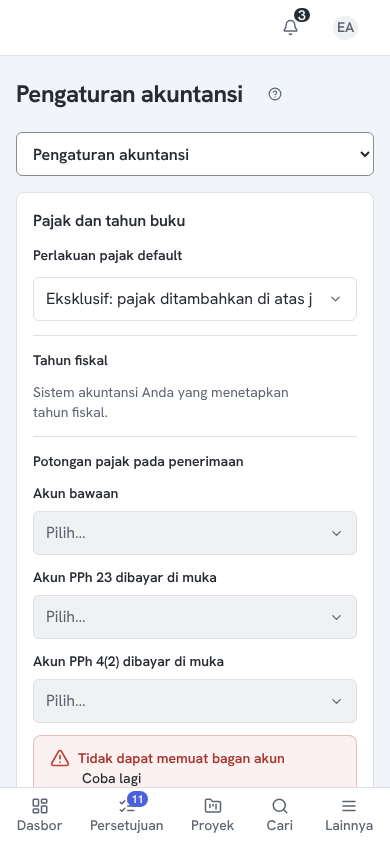 3
EA
Pengaturan akuntansi
Pengaturan akuntansi
Pajak dan tahun buku
Perlakuan pajak default
Eksklusif: pajak ditambahkan di atas j
Tahun fiskal
Sistem akuntansi Anda yang menetapkan
tahun fiskal.
Potongan pajak pada penerimaan
Akun bawaan
Pilih...
Akun PPh 23 dibayar di muka
Pilih...
Akun PPh 4(2) dibayar di muka
Pilih...
Tidak dapat memuat bagan akun
Coba lagi
11
Dasbor Persetujuan Proyek Cari Lainnya